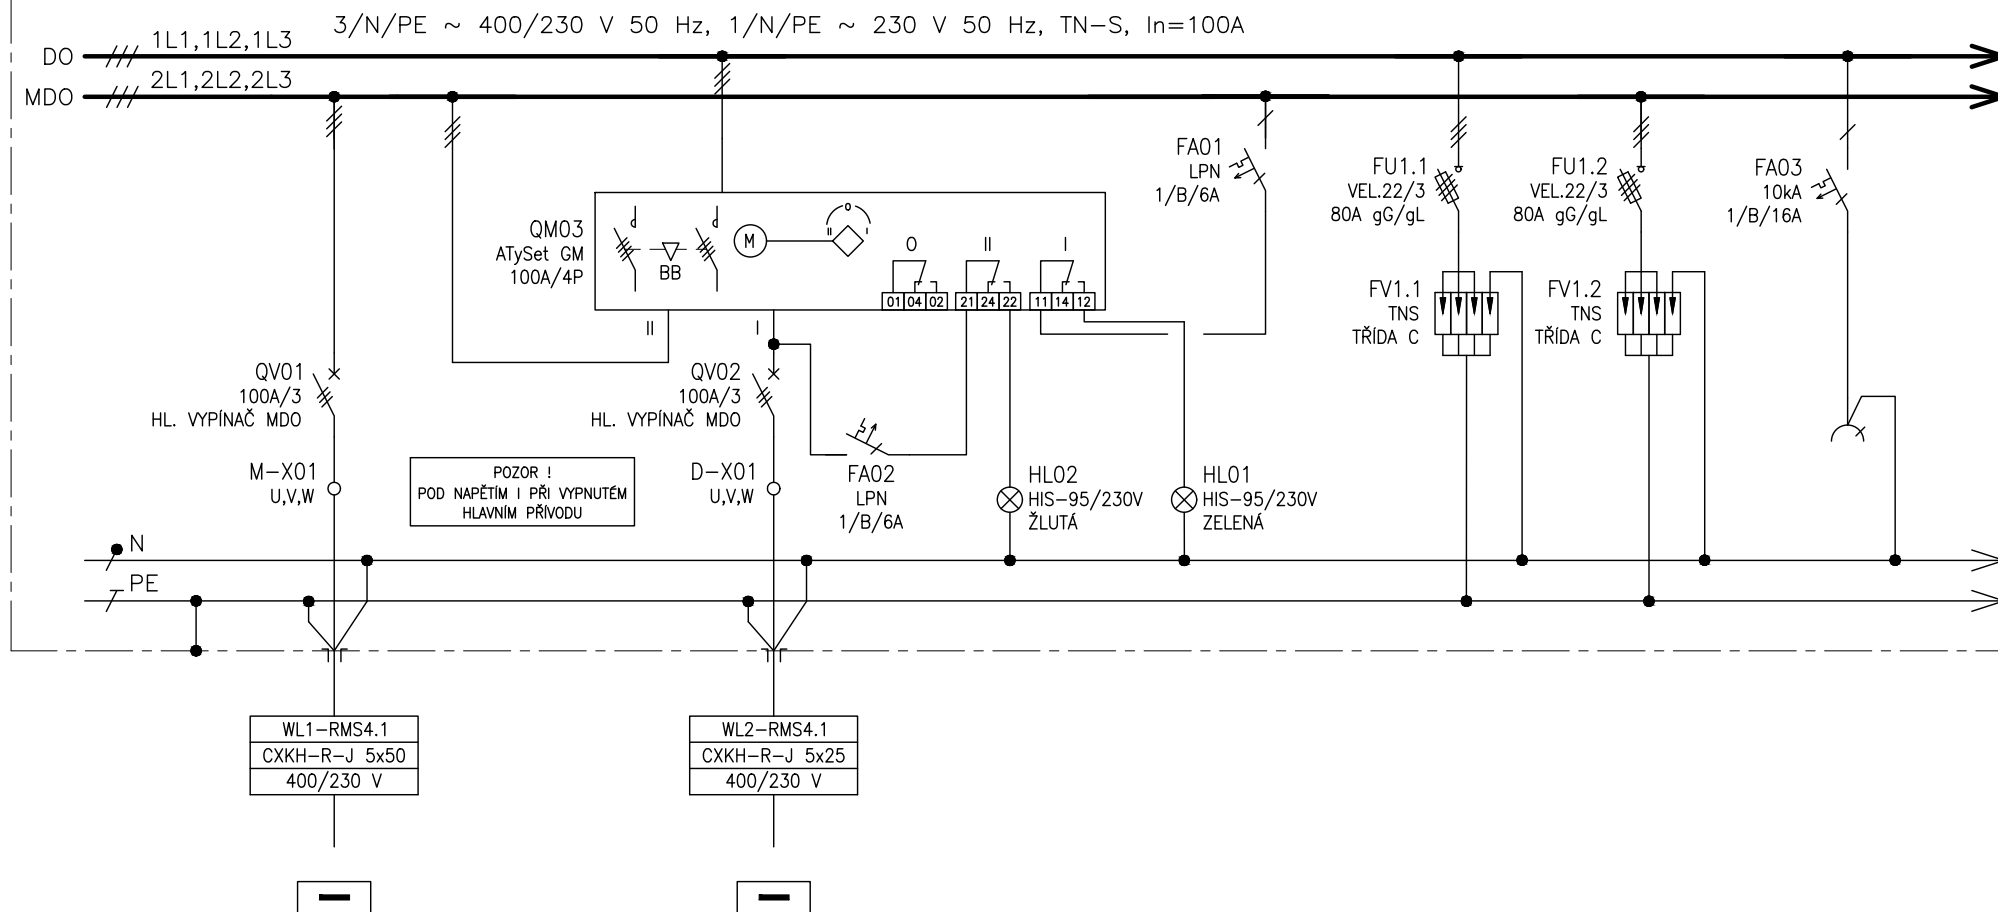 3/N/PE ~ 400/230 V 50 Hz, 1/N/PE ~ 230 V 50 Hz, TN-S, In=100A
DO
1L1,1L2,1L3
MDO
2L1,2L2,2L3
QM03
ATySet GM
100A/4P
BB
M
0
II
I
O
II
I
01 04 02
21 24 22
11 14 12
II
I
FA01
LPN
1/B/6A
FU1.1
VEL.22/3
80A gG/gL
FU1.2
VEL.22/3
80A gG/gL
FA03
10kA
1/B/16A
FV1.1
TNS
TŘÍDA C
FV1.2
TNS
TŘÍDA C
QV01
100A/3
HL. VYPÍNAČ MDO
QV02
100A/3
HL. VYPÍNAČ MDO
M-X01
U,V,W
POZOR !
POD NAPĚTÍM I PŘI VYPNUTÉM
HLAVNÍM PŘÍVODU
D-X01
U,V,W
FA02
LPN
1/B/6A
HL02
HIS-95/230V
ŽLUTÁ
HL01
HIS-95/230V
ZELENÁ
N
PE
WL1-RMS4.1
CXKH-R-J 5x50
400/230 V
WL2-RMS4.1
CXKH-R-J 5x25
400/230 V